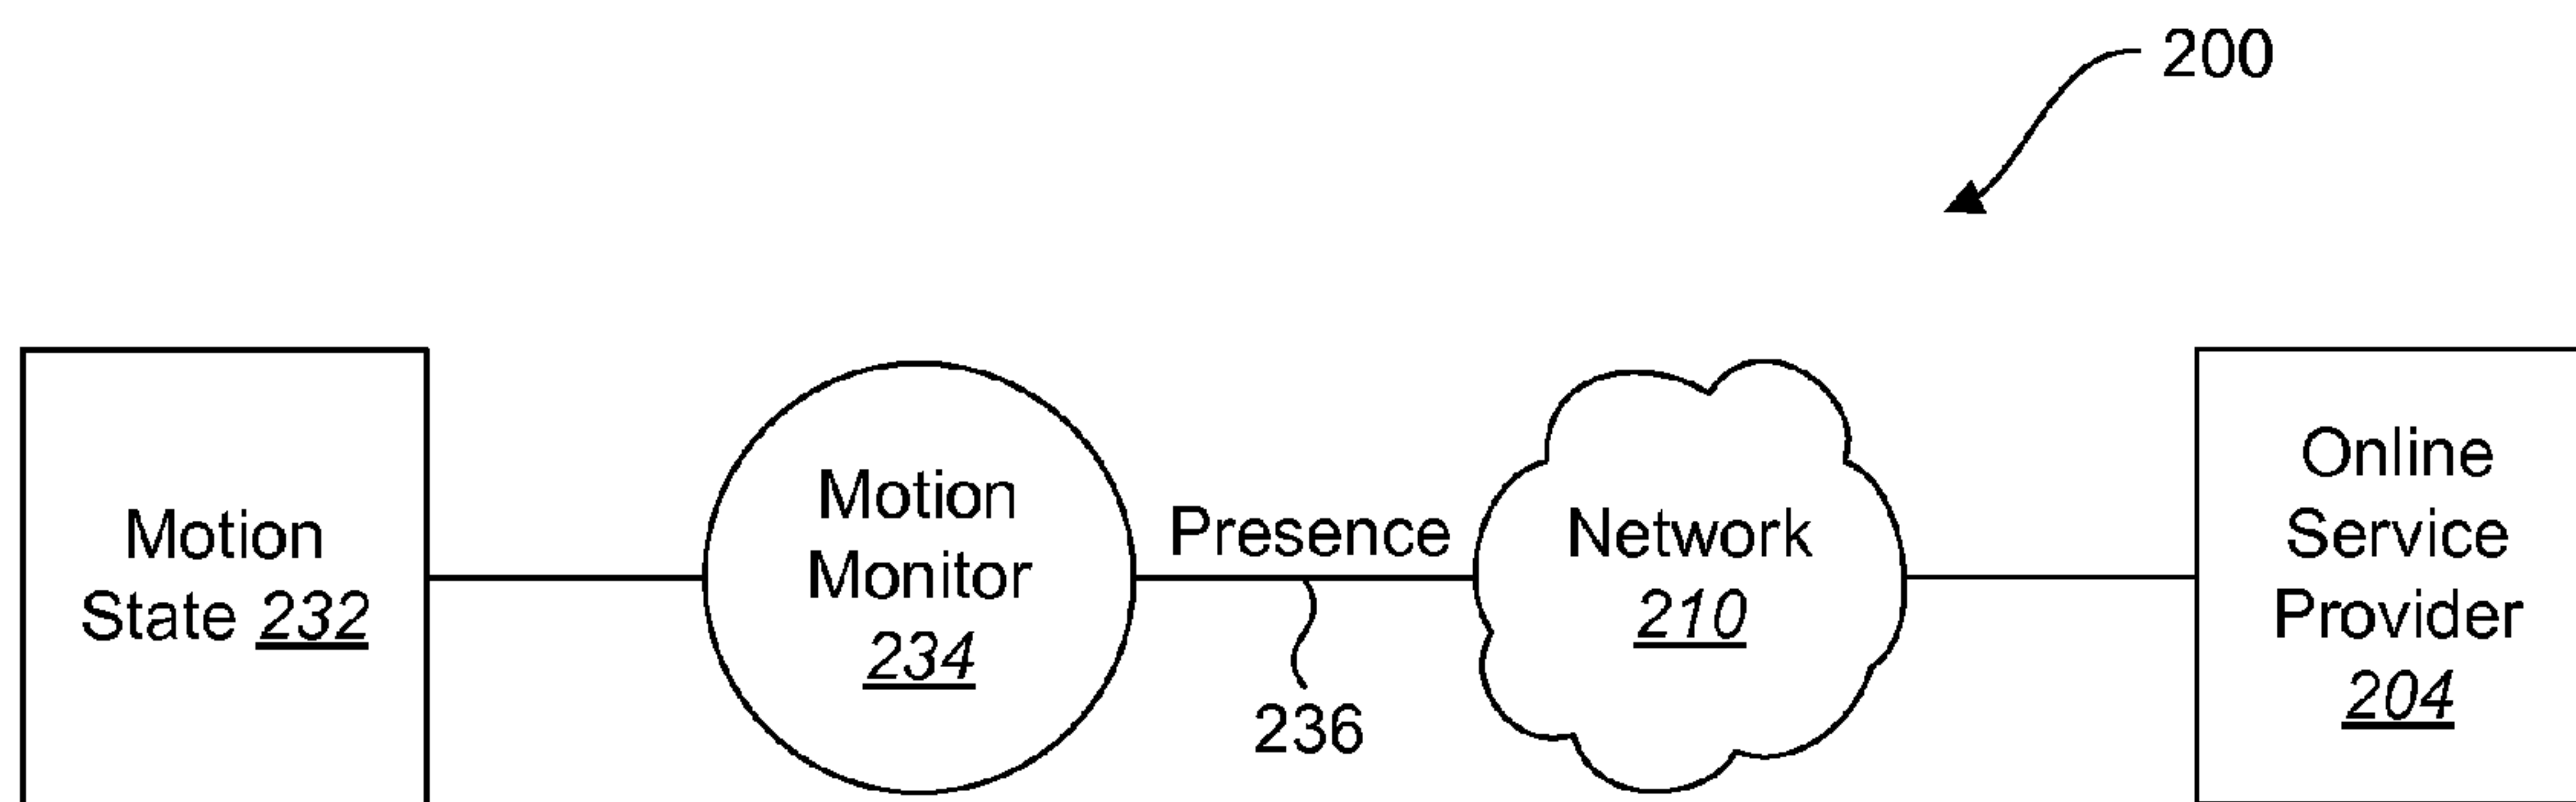 200
Motion
State 232
Motion
Monitor
234
Presence
236
Network
210
Online
Service
Provider
204